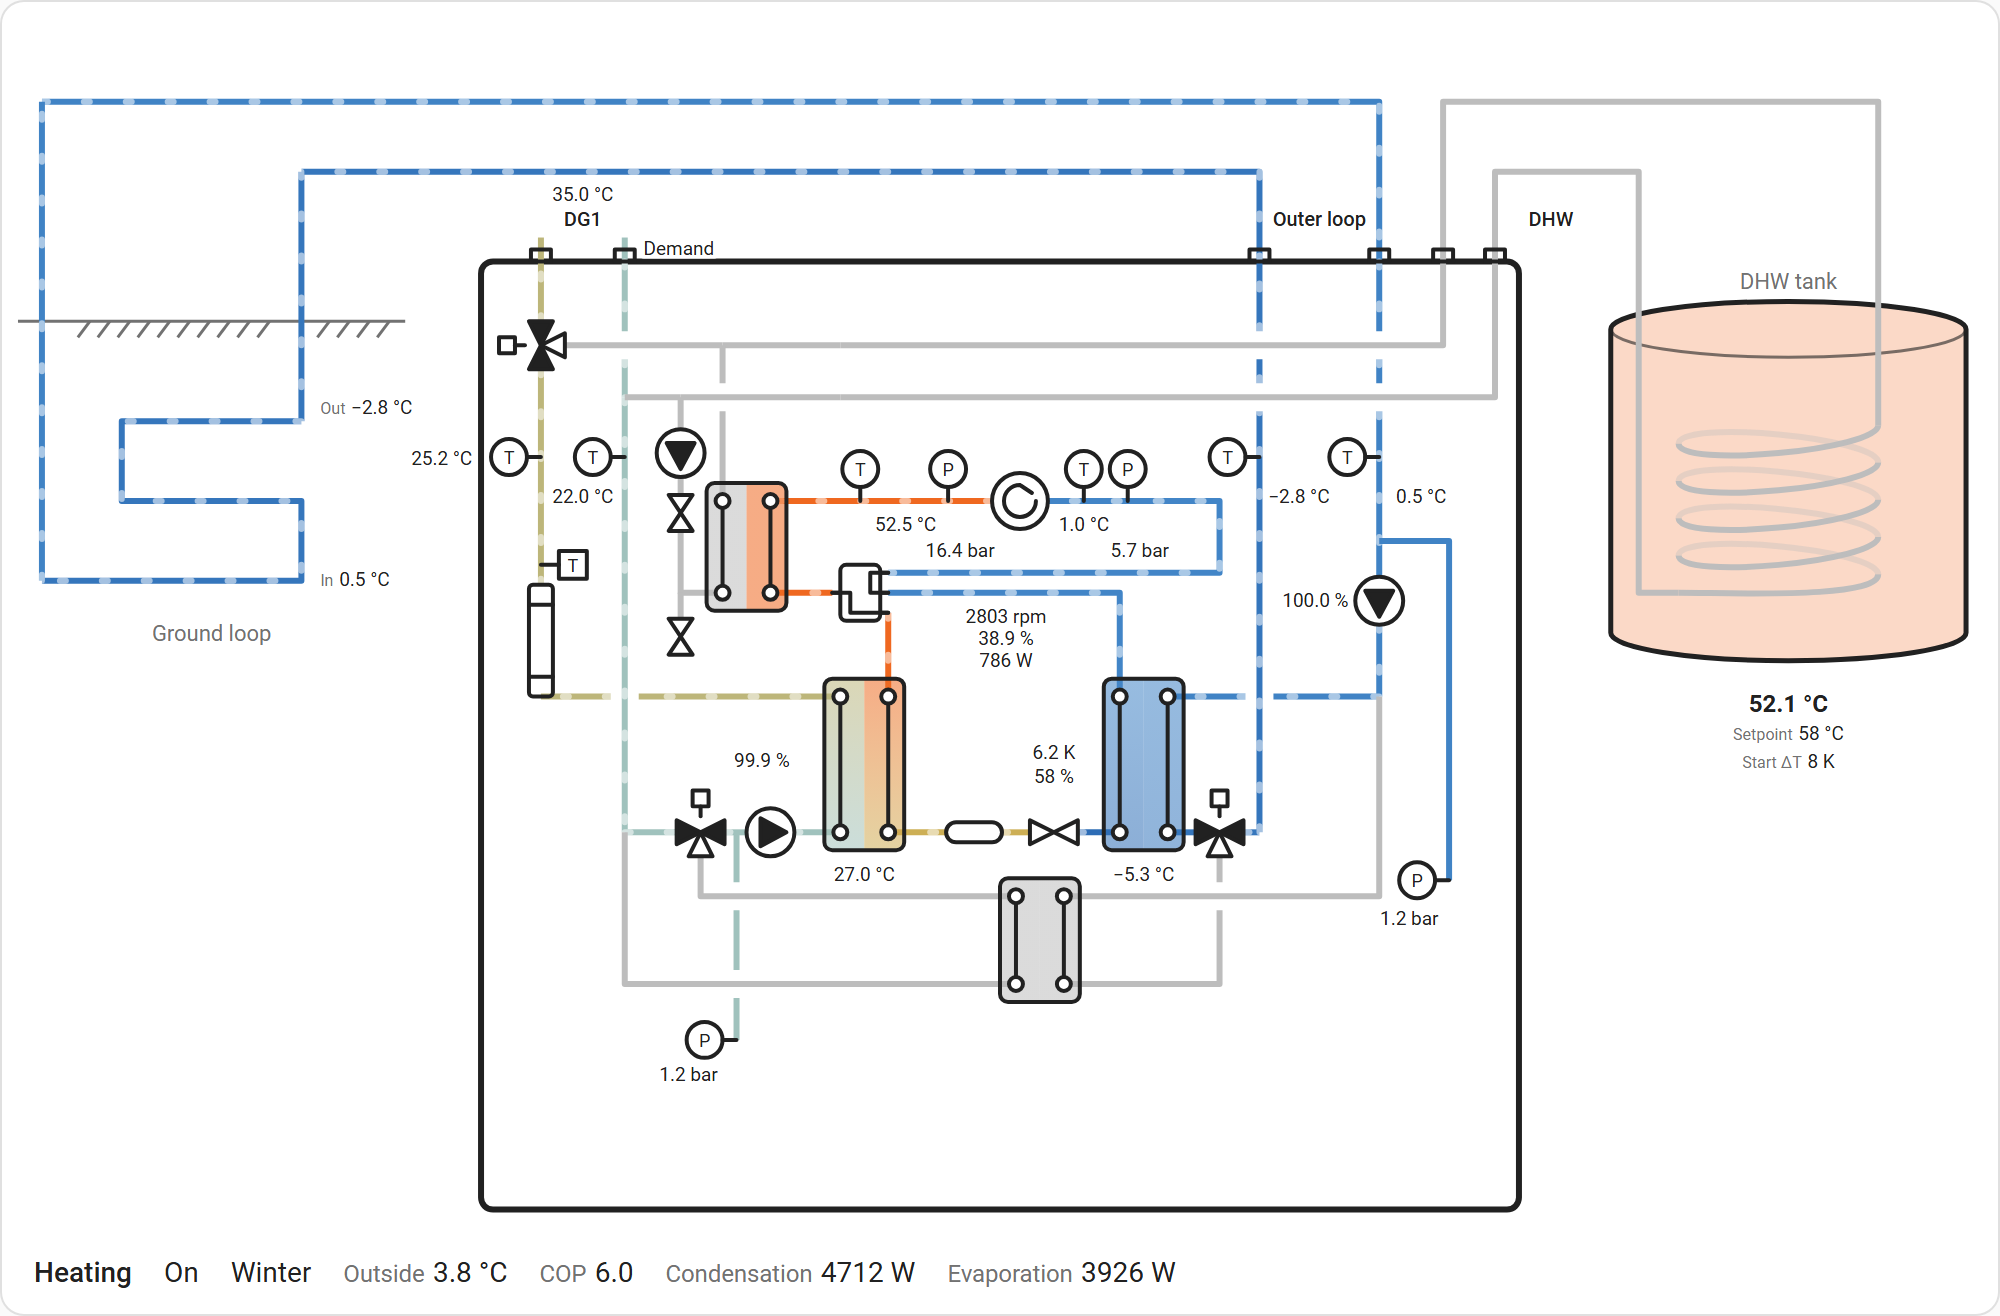 35.0 °C
DG1
Demand
Outer loop
DHW
DHW tank
Out −2.8 °C
25.2 °C
T
T
22.0 °C
T
P
T
P
T
−2.8 °C
T
0.5 °C
52.5 °C
1.0 °C
16.4 bar
5.7 bar
T
In 0.5 °C
Ground loop
2803 rpm
38.9 %
786 W
100.0 %
52.1 °C
Setpoint 58 °C
Start ΔT 8 K
99.9 %
6.2 K
58 %
27.0 °C
−5.3 °C
P
1.2 bar
P
1.2 bar
Heating On Winter Outside 3.8 °C COP 6.0 Condensation 4712 W Evaporation 3926 W